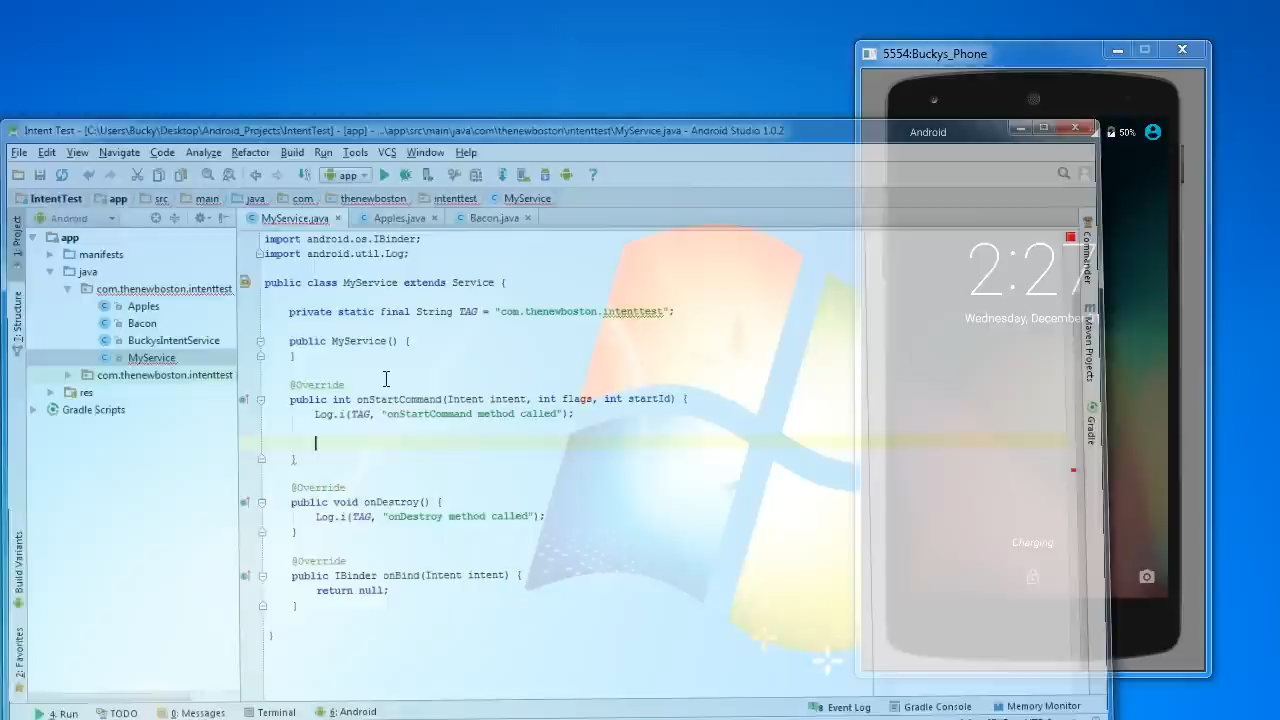 5554:Buckys_Phone
Intent Test - [C:\Users\Bucky\Desktop\Android_Projects\IntentTest] - [app] - ...\app\src\main\java\com\thenewboston\intenttest\MyService.java - Android Studio 1.0.2
Android
50%
File Edit View Navigate Code Analyze Refactor Build Run Tools VCS Window Help
app
IntentTest app src main java com thenewboston intenttest MyService
Android
MyService.java Apples.java Bacon.java
1: Project
app
manifests
java
com.thenewboston.intenttest
Apples
Bacon
BuckysIntentService
MyService
com.thenewboston.intenttest
res
Gradle Scripts
7: Structure
Build Variants
2: Favorites
import android.os.IBinder;
import android.util.Log;
public class MyService extends Service {
private static final String TAG = "com.thenewboston.intenttest";
public MyService() {
}
@Override
public int onStartCommand(Intent intent, int flags, int startId) {
Log.i(TAG, "onStartCommand method called");
}
@Override
public void onDestroy() {
Log.i(TAG, "onDestroy method called");
}
@Override
public IBinder onBind(Intent intent) {
return null;
}
}
Commander
Maven Projects
Gradle
2:27
Wednesday, December
Charging
4: Run TODO 0: Messages Terminal 6: Android Event Log Gradle Console Memory Monitor